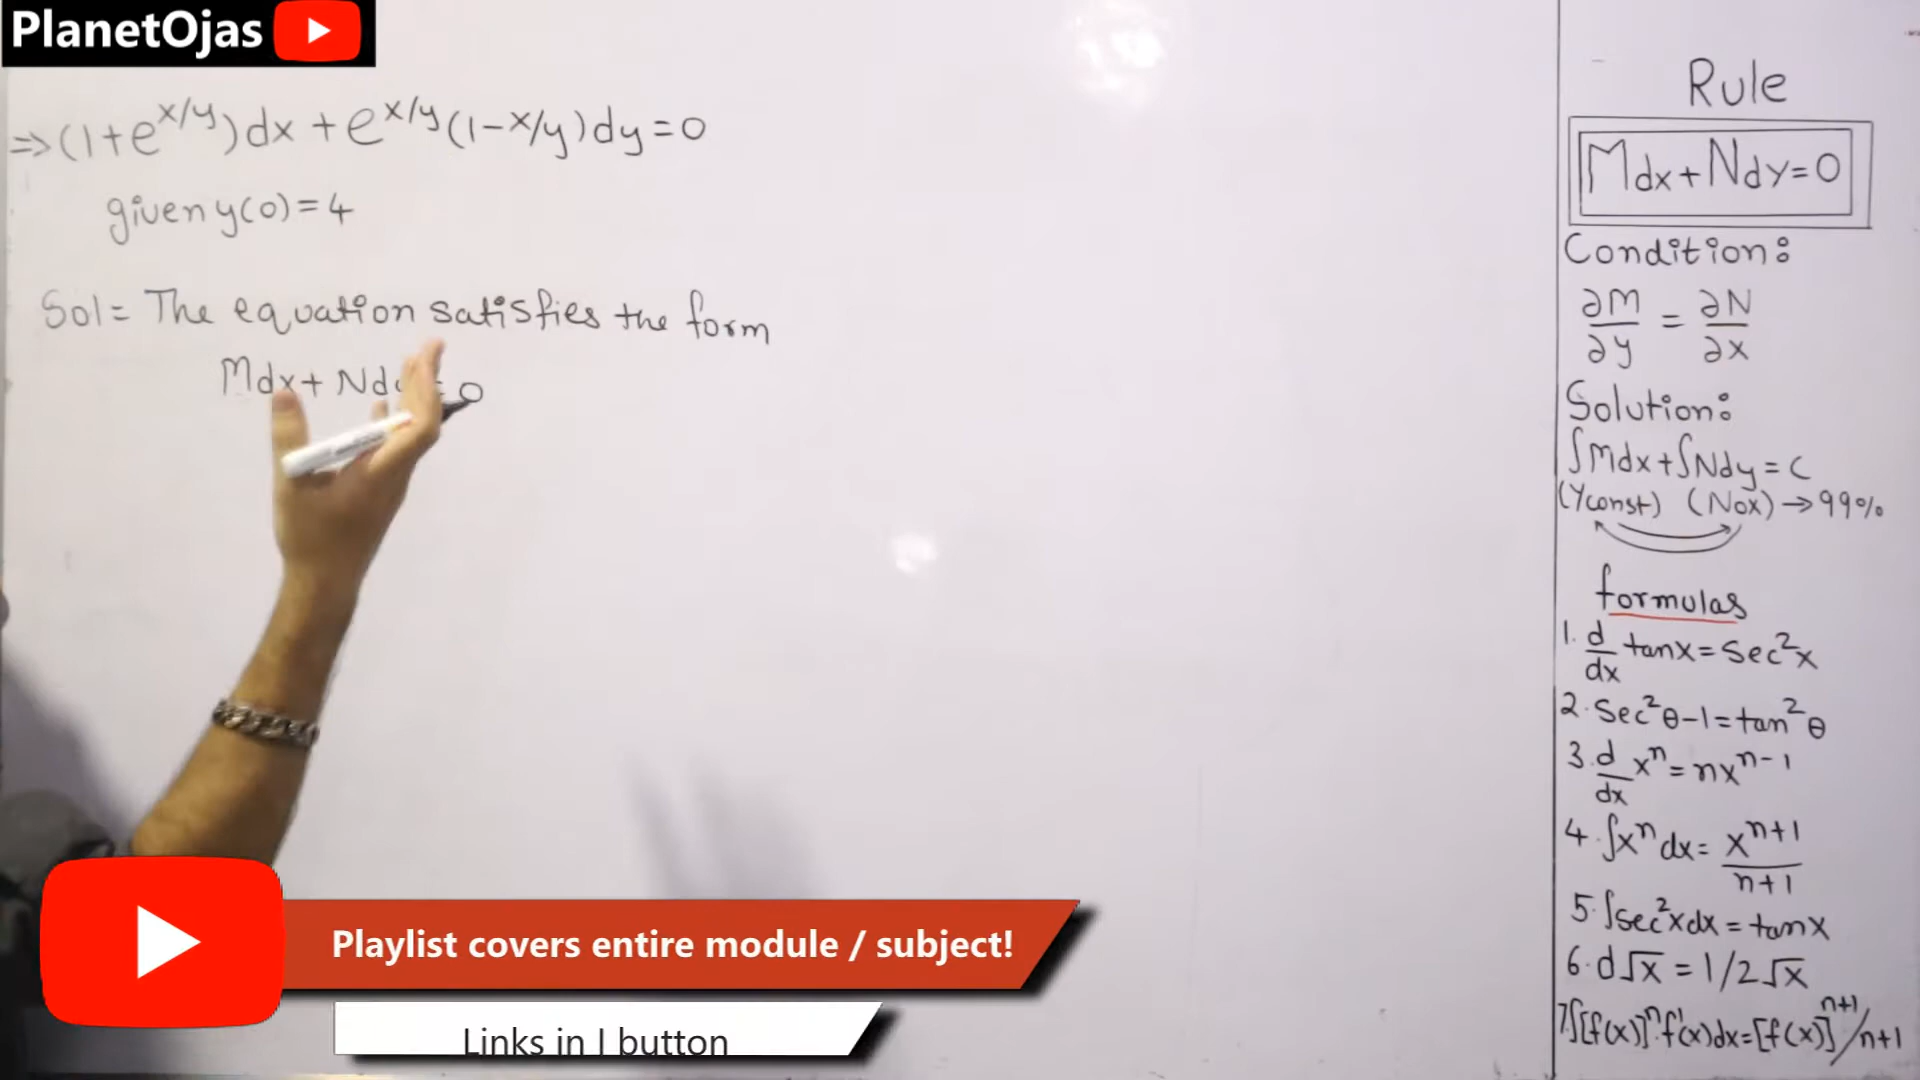 PlanetOjas
⇒(1+e^x/y)dx+e^x/y(1-x/y)dy=0
given y(0)=4
Sol= The equation satisfies the form
Mdx+Ndy=0
Rule
Mdx+Ndy=0
Condition:
∂M/∂y = ∂N/∂x
Solution:
∫Mdx+∫Ndy=C
(Yconst) (Nox)→99%
formulas
1. d/dx tanx=Sec²x
2. Sec²θ-1=tan²θ
3. d/dx x^n=nx^n-1
4. ∫x^n dx= x^n+1/n+1
5. ∫sec²xdx=tanx
6. d√x=1/2√x
7. ∫[f(x)]^n.f'(x)dx=[f(x)]^n+1/n+1
Playlist covers entire module / subject!
Links in I button